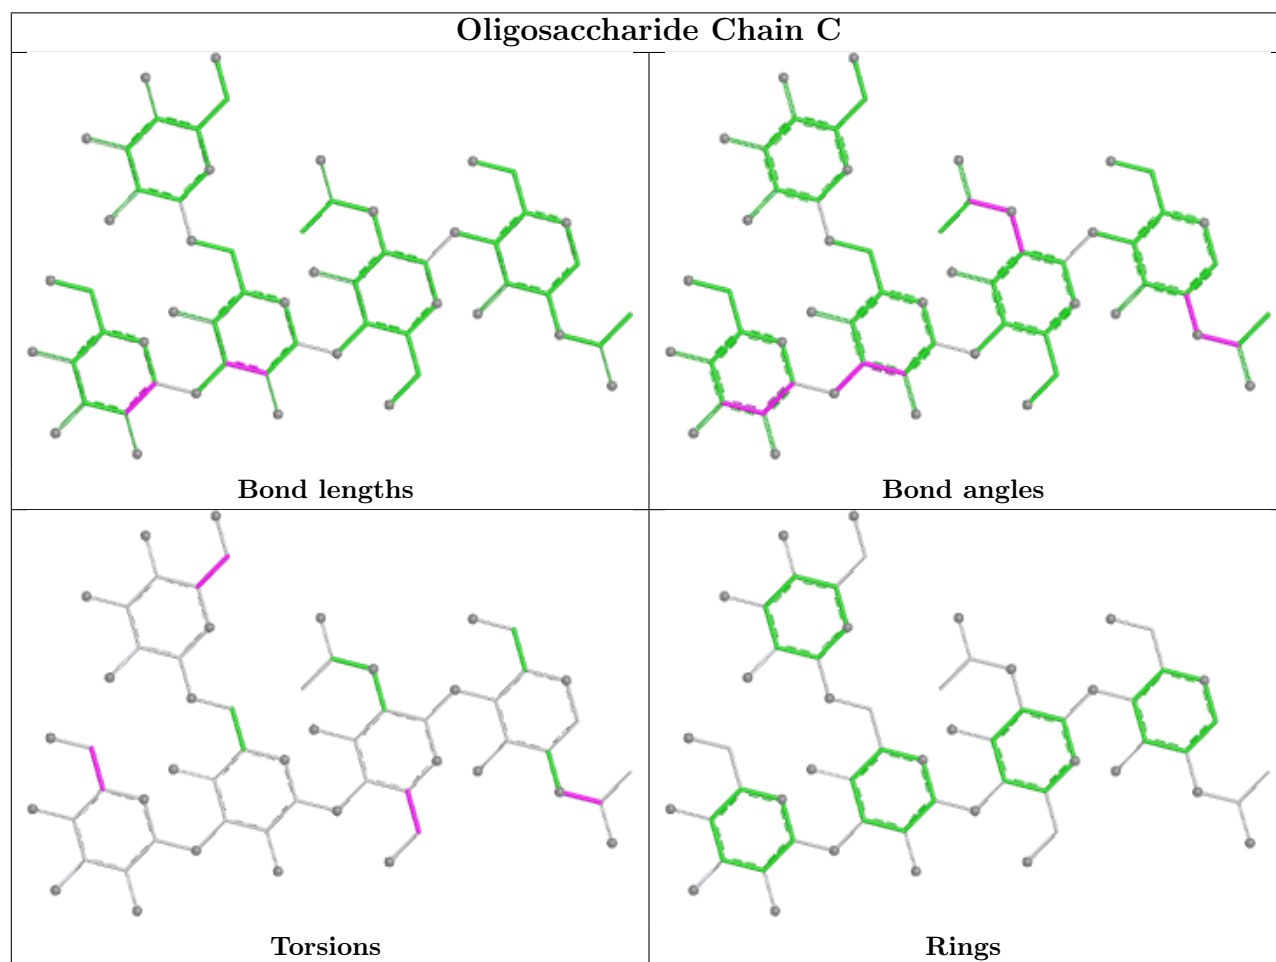 Oligosaccharide Chain C
Bond lengths
Bond angles
Torsions
Rings